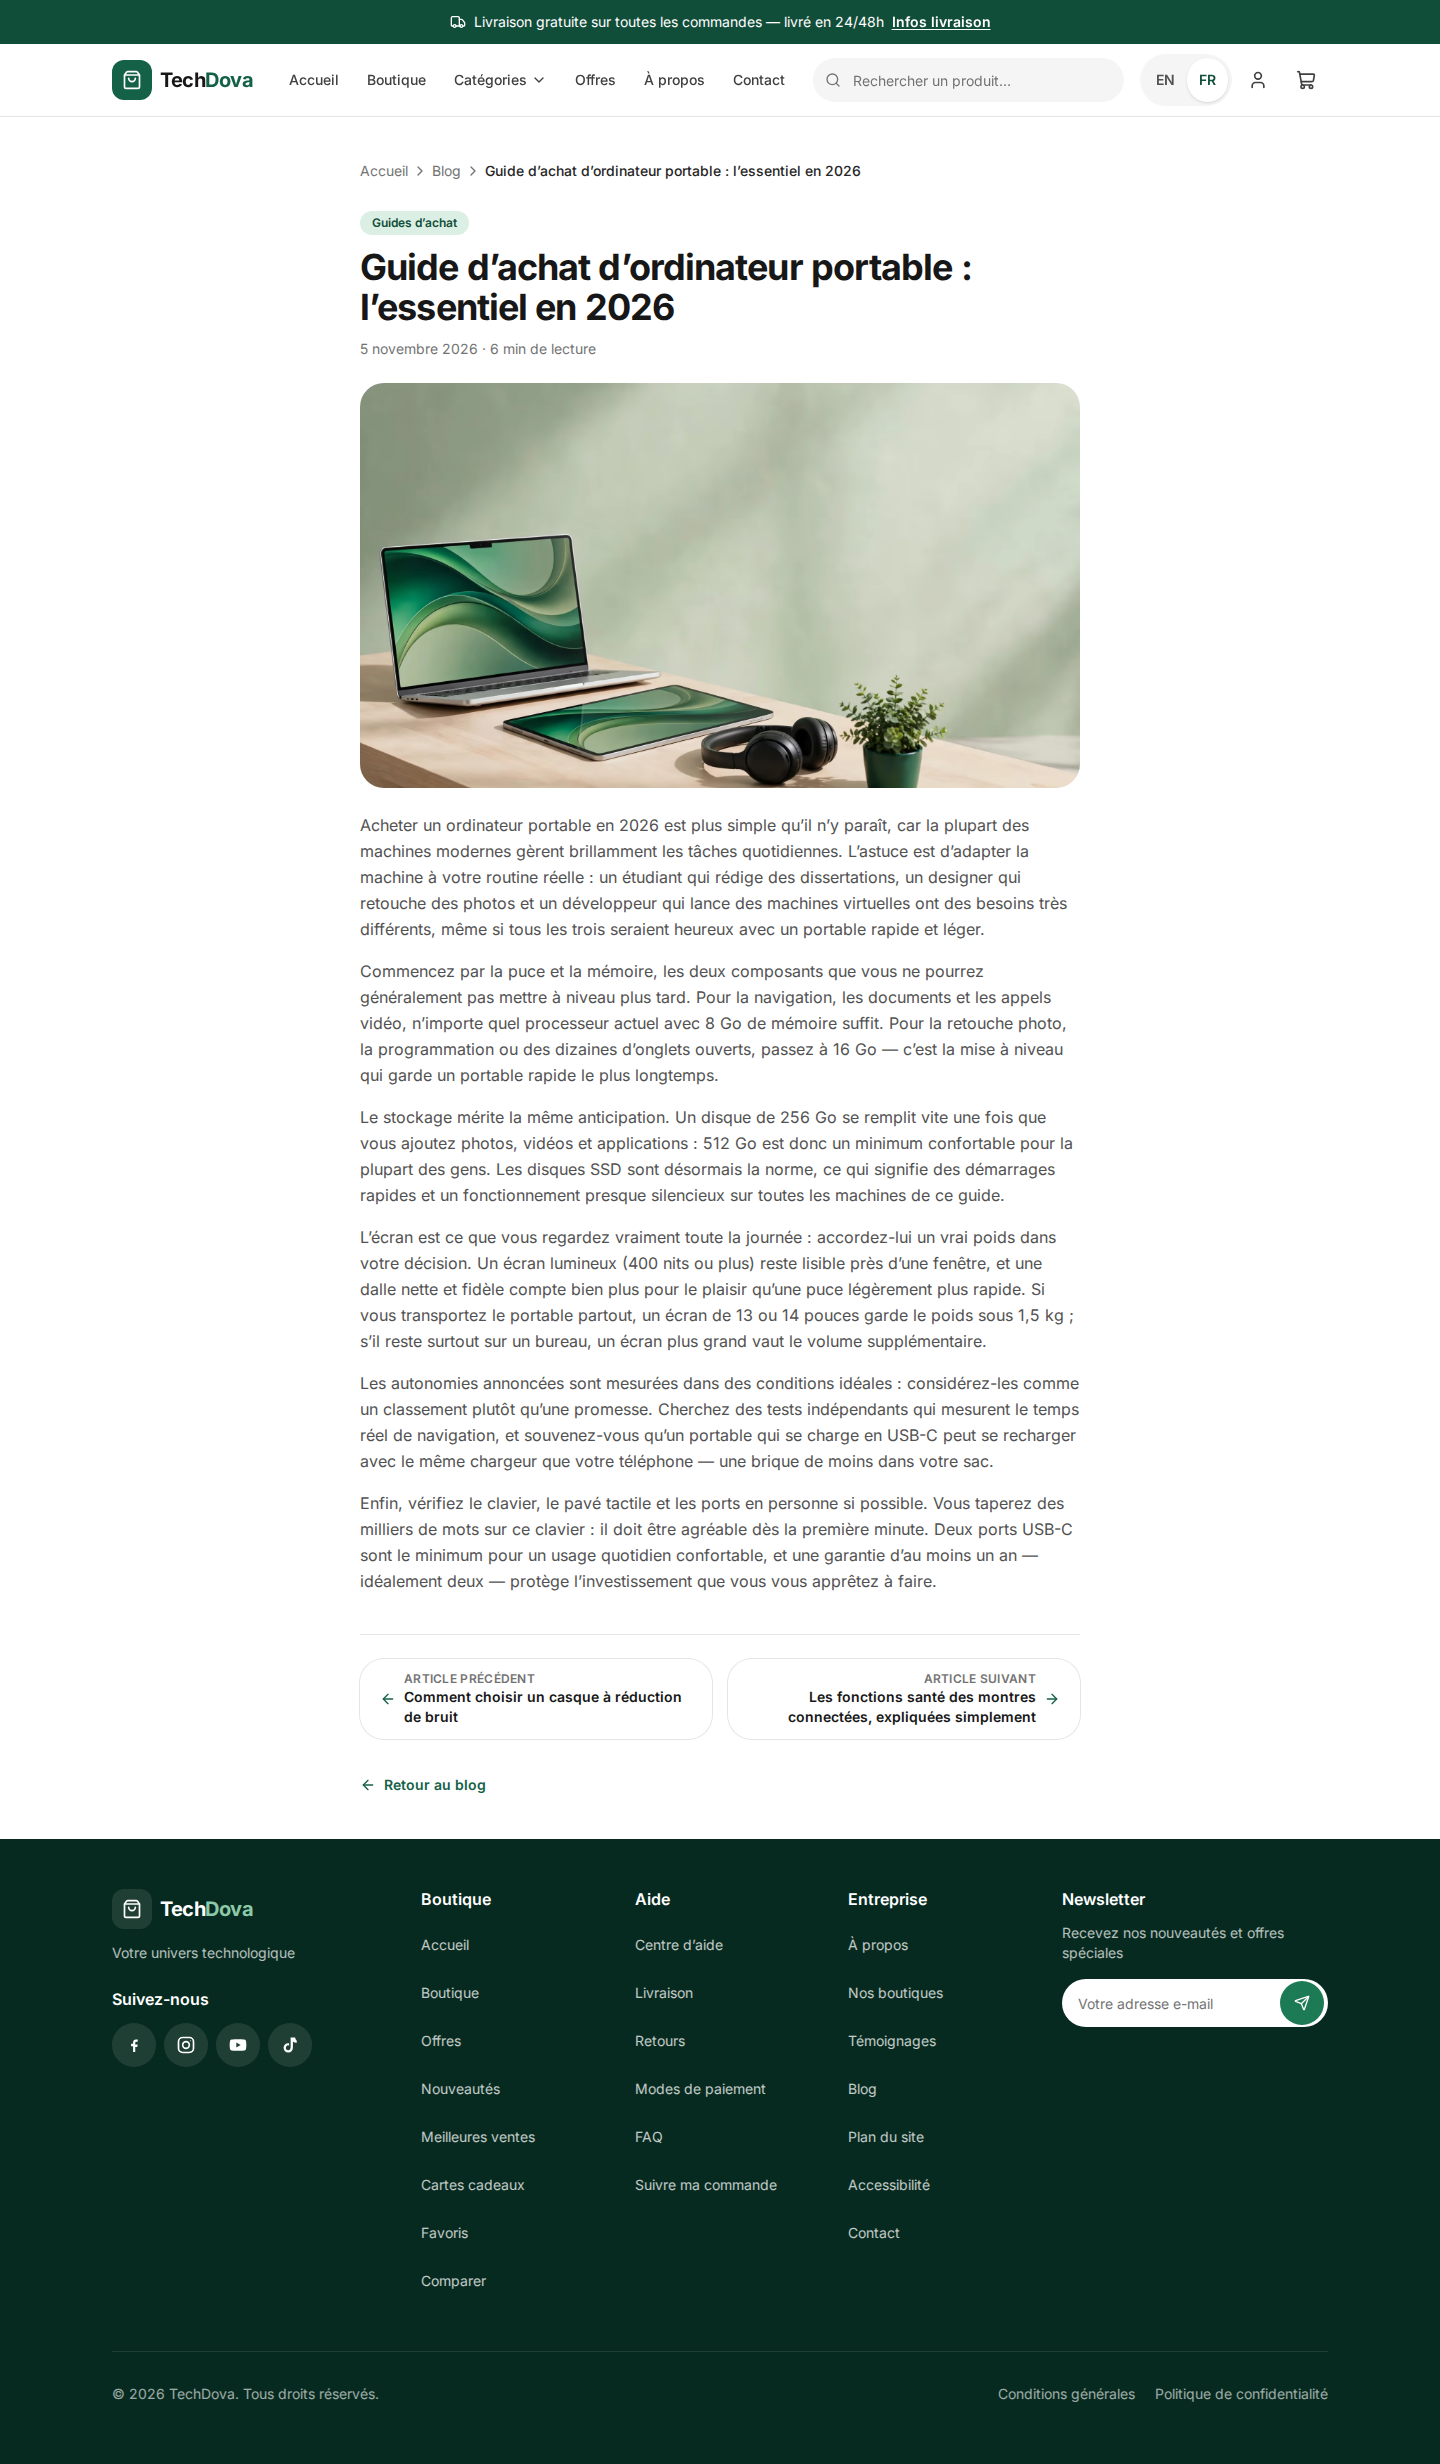 Livraison gratuite sur toutes les commandes — livré en 24/48h Infos livraison
TechDova Accueil Boutique Catégories Offres À propos Contact Rechercher un produit... EN FR
Accueil > Blog > Guide d’achat d’ordinateur portable : l’essentiel en 2026
Guides d’achat
Guide d’achat d’ordinateur portable :
l’essentiel en 2026
5 novembre 2026 · 6 min de lecture
Acheter un ordinateur portable en 2026 est plus simple qu’il n’y paraît, car la plupart des
machines modernes gèrent brillamment les tâches quotidiennes. L’astuce est d’adapter la
machine à votre routine réelle : un étudiant qui rédige des dissertations, un designer qui
retouche des photos et un développeur qui lance des machines virtuelles ont des besoins très
différents, même si tous les trois seraient heureux avec un portable rapide et léger.
Commencez par la puce et la mémoire, les deux composants que vous ne pourrez
généralement pas mettre à niveau plus tard. Pour la navigation, les documents et les appels
vidéo, n’importe quel processeur actuel avec 8 Go de mémoire suffit. Pour la retouche photo,
la programmation ou des dizaines d’onglets ouverts, passez à 16 Go — c’est la mise à niveau
qui garde un portable rapide le plus longtemps.
Le stockage mérite la même anticipation. Un disque de 256 Go se remplit vite une fois que
vous ajoutez photos, vidéos et applications : 512 Go est donc un minimum confortable pour la
plupart des gens. Les disques SSD sont désormais la norme, ce qui signifie des démarrages
rapides et un fonctionnement presque silencieux sur toutes les machines de ce guide.
L’écran est ce que vous regardez vraiment toute la journée : accordez-lui un vrai poids dans
votre décision. Un écran lumineux (400 nits ou plus) reste lisible près d’une fenêtre, et une
dalle nette et fidèle compte bien plus pour le plaisir qu’une puce légèrement plus rapide. Si
vous transportez le portable partout, un écran de 13 ou 14 pouces garde le poids sous 1,5 kg ;
s’il reste surtout sur un bureau, un écran plus grand vaut le volume supplémentaire.
Les autonomies annoncées sont mesurées dans des conditions idéales : considérez-les comme
un classement plutôt qu’une promesse. Cherchez des tests indépendants qui mesurent le temps
réel de navigation, et souvenez-vous qu’un portable qui se charge en USB-C peut se recharger
avec le même chargeur que votre téléphone — une brique de moins dans votre sac.
Enfin, vérifiez le clavier, le pavé tactile et les ports en personne si possible. Vous taperez des
milliers de mots sur ce clavier : il doit être agréable dès la première minute. Deux ports USB-C
sont le minimum pour un usage quotidien confortable, et une garantie d’au moins un an —
idéalement deux — protège l’investissement que vous vous apprêtez à faire.
ARTICLE PRÉCÉDENT
Comment choisir un casque à réduction
de bruit
ARTICLE SUIVANT
Les fonctions santé des montres
connectées, expliquées simplement
Retour au blog
TechDova
Votre univers technologique
Suivez-nous
Boutique
Accueil
Boutique
Offres
Nouveautés
Meilleures ventes
Cartes cadeaux
Favoris
Comparer
Aide
Centre d’aide
Livraison
Retours
Modes de paiement
FAQ
Suivre ma commande
Entreprise
À propos
Nos boutiques
Témoignages
Blog
Plan du site
Accessibilité
Contact
Newsletter
Recevez nos nouveautés et offres
spéciales
Votre adresse e-mail
© 2026 TechDova. Tous droits réservés.
Conditions générales Politique de confidentialité